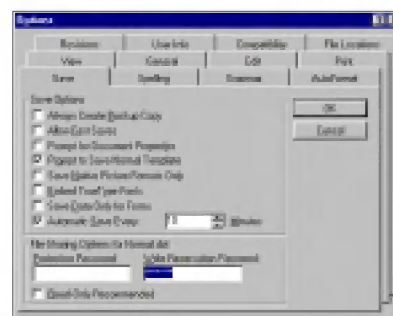 Options
Revisions User Info Compatibility File Locations
View General Edit Print
Save Spelling Grammar AutoFormat
Save Options
Always Create Backup Copy
Allow Fast Saves
Prompt for Document Properties
Prompt to Save Normal Template
Save Native Picture Formats Only
Embed TrueType Fonts
Save Data Only for Forms
Automatic Save Every: Minutes
OK
Cancel
File Sharing Options for
Protection Password: Write Reservation Password:
Read-Only Recommended